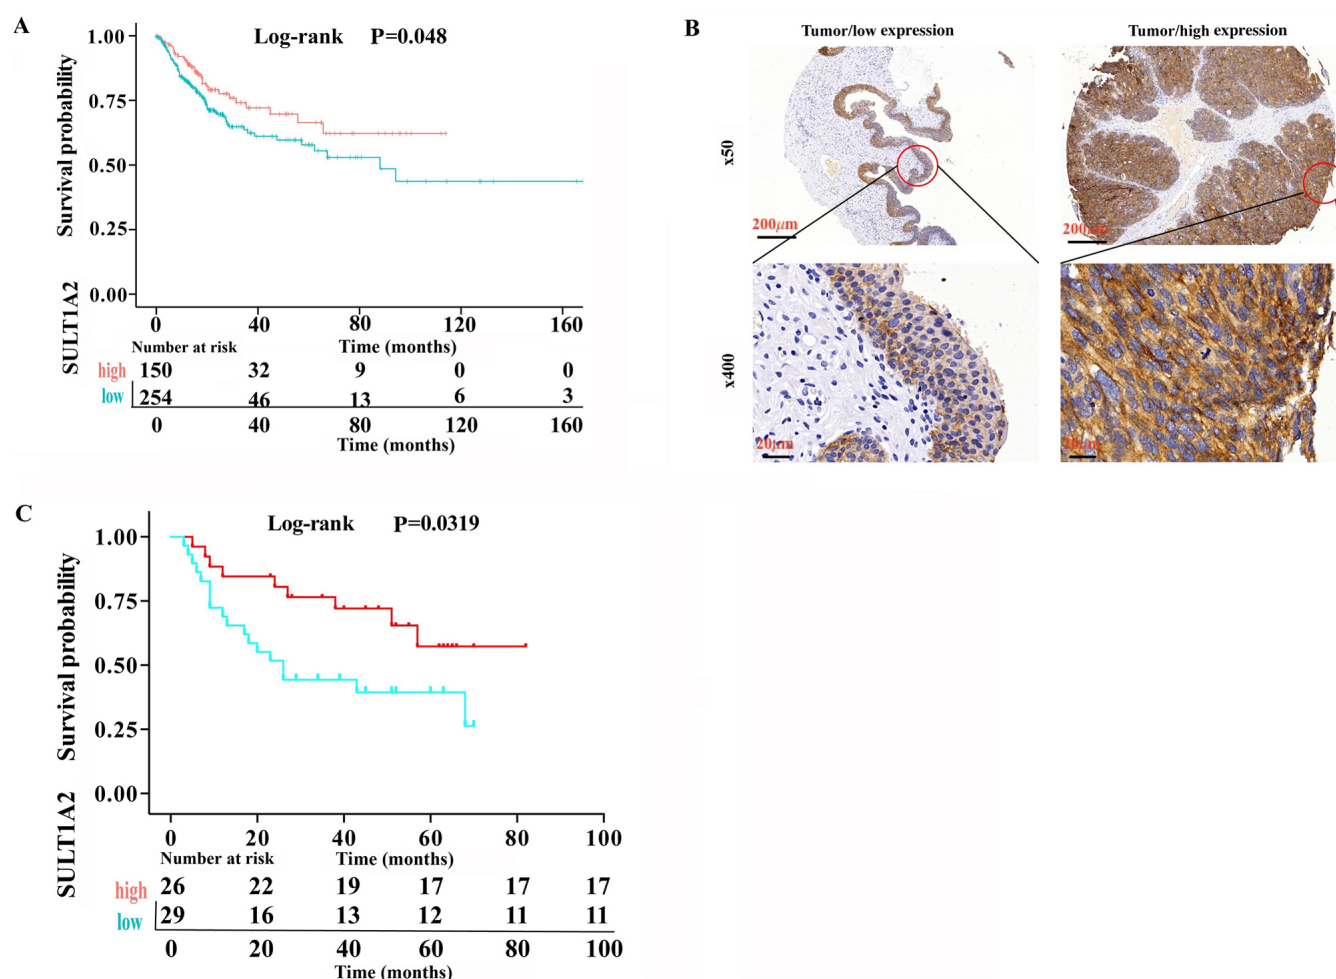 A
Log-rank P=0.048
Survival probability
1.00
0.75
0.50
0.25
0.00
0 40 80 120 160
Number at risk
Time (months)
SULT1A2
high 150 32 9 0 0
low 254 46 13 6 3
0 40 80 120 160
Time (months)
B
Tumor/low expression
Tumor/high expression
x50
200μm
200
x400
20μm
C
Log-rank P=0.0319
Survival probability
1.00
0.75
0.50
0.25
0.00
0 20 40 60 80 100
Number at risk
Time (months)
SULT1A2
high 26 22 19 17 17 17
low 29 16 13 12 11 11
0 20 40 60 80 100
Time (months)